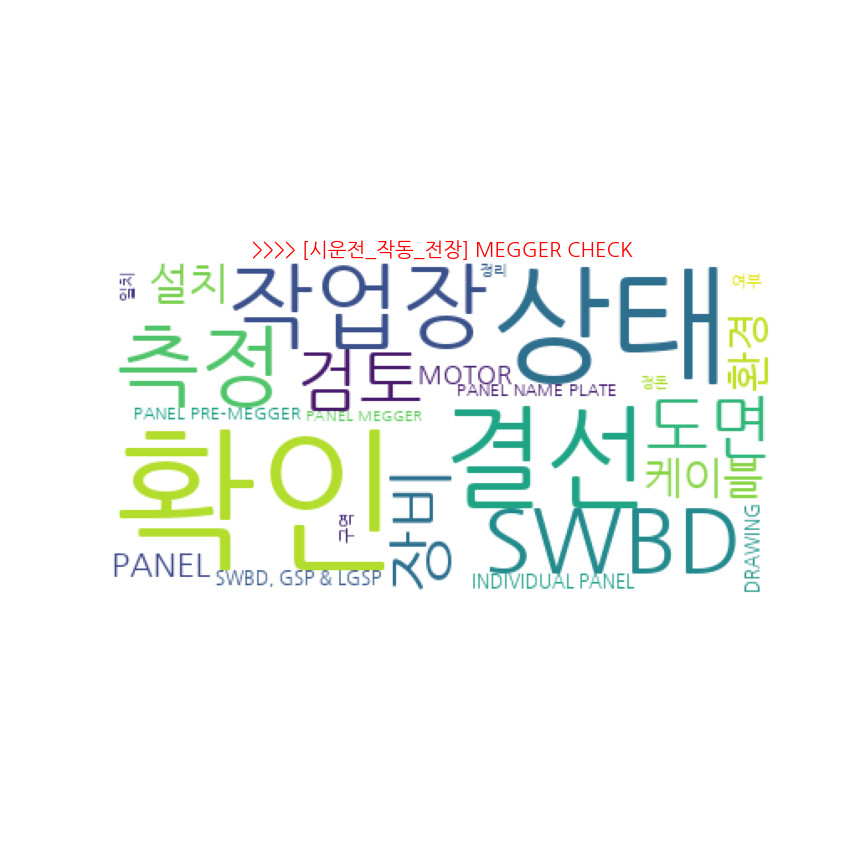 >>>> [시운전_작동_전장] MEGGER CHECK
일치
설치
작업장
정리
상태
여부
측정
검토
MOTOR
PANEL NAME PLATE
정돈
환경
PANEL PRE-MEGGER
PANEL MEGGER
확인
구역
장비
결선
도면
케이블
SWBD
DRAWING
PANEL
SWBD, GSP & LGSP
INDIVIDUAL PANEL